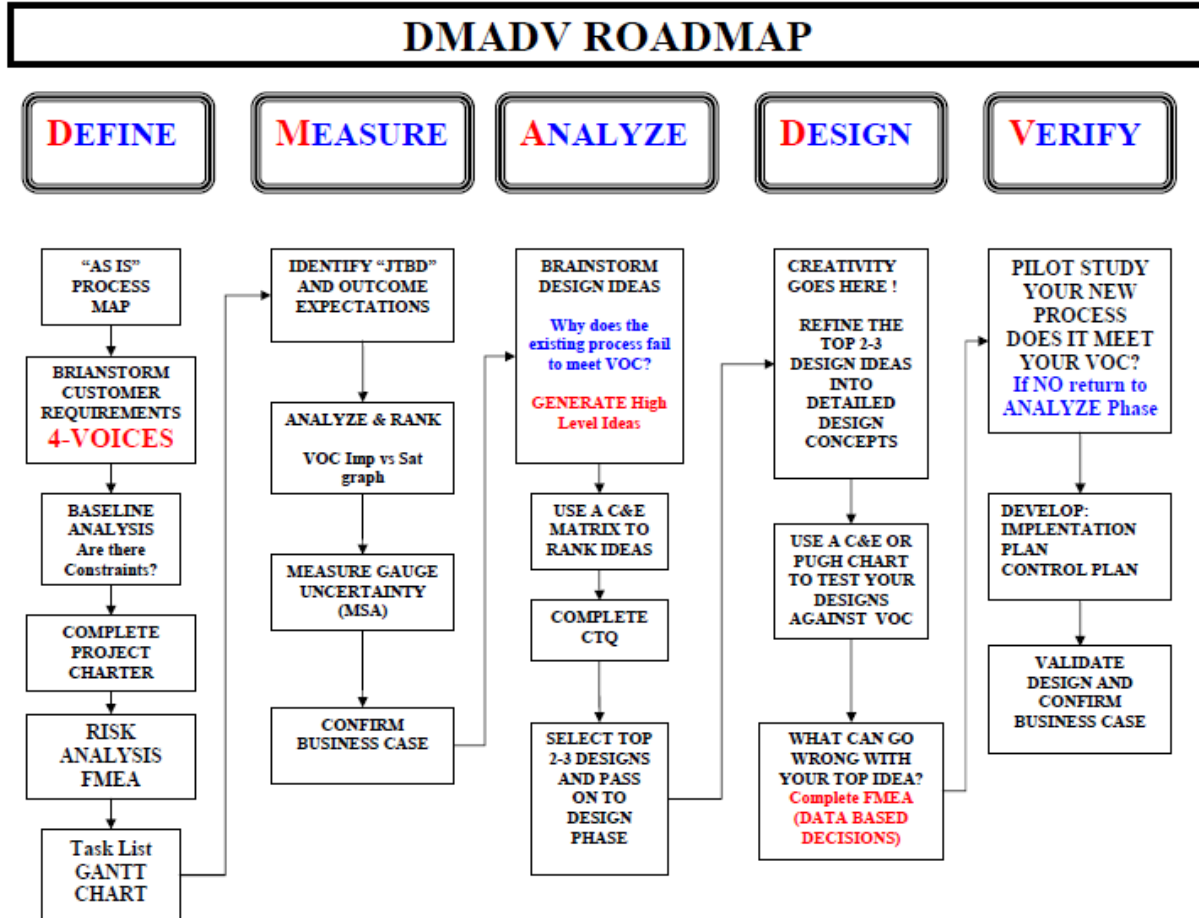 DMADV ROADMAP
DEFINE
MEASURE
ANALYZE
DESIGN
VERIFY
“AS IS”
PROCESS
MAP
BRIANSTORM
CUSTOMER
REQUIREMENTS
4-VOICES
BASELINE
ANALYSIS
Are there
Constraints?
COMPLETE
PROJECT
CHARTER
RISK
ANALYSIS
FMEA
Task List
GANTT
CHART
IDENTIFY “JTBD”
AND OUTCOME
EXPECTATIONS
ANALYZE & RANK
VOC Imp vs Sat
graph
MEASURE GAUGE
UNCERTAINTY
(MSA)
CONFIRM
BUSINESS CASE
BRAINSTORM
DESIGN IDEAS
Why does the
existing process fail
to meet VOC?
GENERATE High
Level Ideas
USE A C&E
MATRIX TO
RANK IDEAS
COMPLETE
CTQ
SELECT TOP
2-3 DESIGNS
AND PASS
ON TO
DESIGN
PHASE
CREATIVITY
GOES HERE !
REFINE THE
TOP 2-3
DESIGN IDEAS
INTO
DETAILED
DESIGN
CONCEPTS
USE A C&E OR
PUGH CHART
TO TEST YOUR
DESIGNS
AGAINST VOC
WHAT CAN GO
WRONG WITH
YOUR TOP IDEA?
Complete FMEA
(DATA BASED
DECISIONS)
PILOT STUDY
YOUR NEW
PROCESS
DOES IT MEET
YOUR VOC?
If NO return to
ANALYZE Phase
DEVELOP:
IMPLENTATION
PLAN
CONTROL PLAN
VALIDATE
DESIGN AND
CONFIRM
BUSINESS CASE